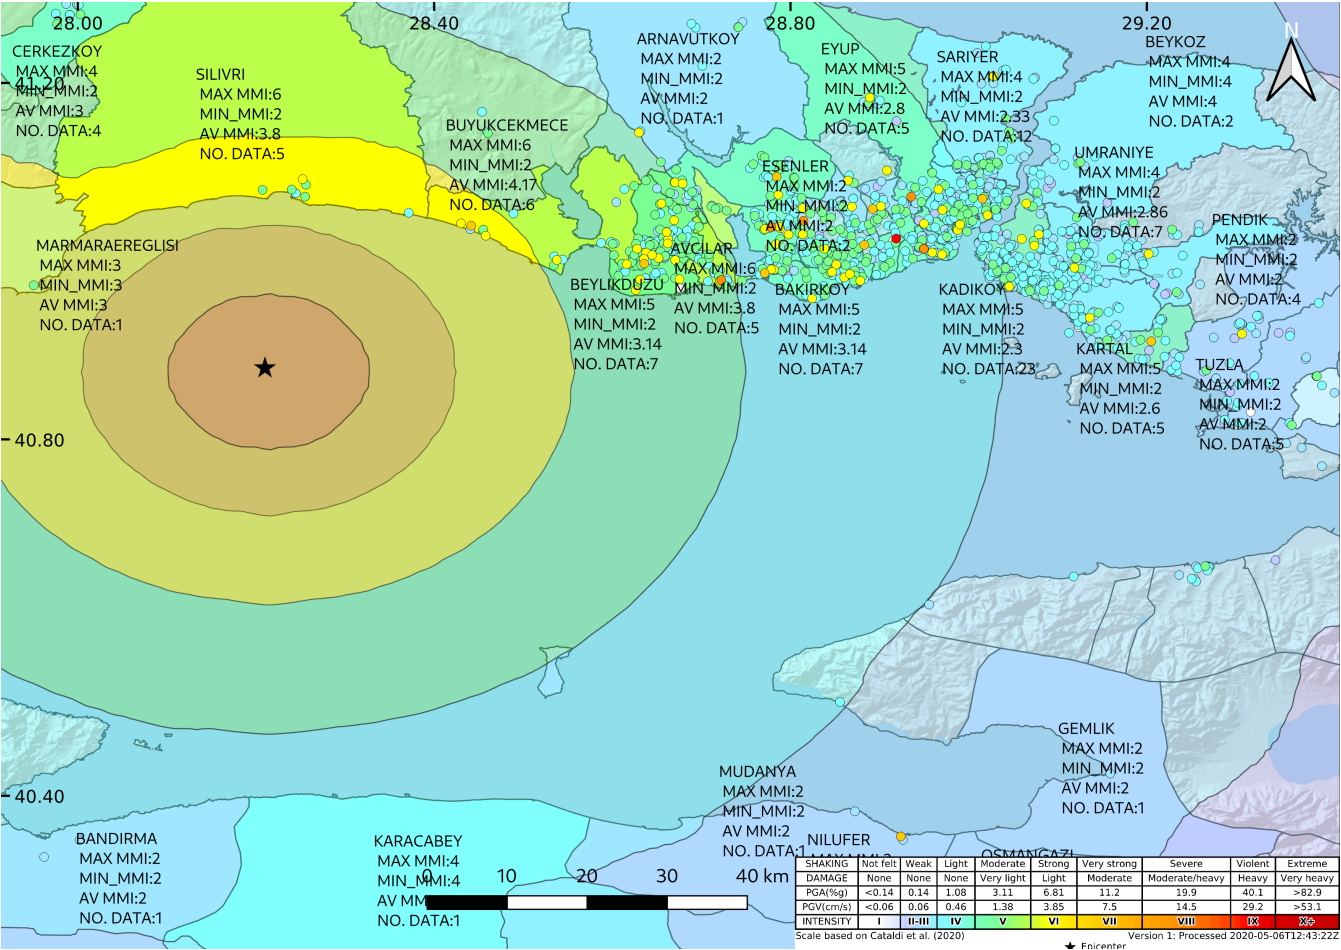 28.00
28.40
28.80
29.20
N
41.20
40.80
40.40
CERKEZKOY
MAX MMI:4
MIN_MMI:2
AV MMI:3
NO. DATA:4
SILIVRI
MAX MMI:6
MIN_MMI:2
AV MMI:3.8
NO. DATA:5
BUYUKCEKMECE
MAX MMI:6
MIN_MMI:2
AV MMI:4.17
NO. DATA:6
ARNAVUTKOY
MAX MMI:2
MIN_MMI:2
AV MMI:2
NO. DATA:1
EYUP
MAX MMI:5
MIN_MMI:2
AV MMI:2.8
NO. DATA:5
SARIYER
MAX MMI:4
MIN_MMI:2
AV MMI:2.33
NO. DATA:12
BEYKOZ
MAX MMI:4
MIN_MMI:4
AV MMI:4
NO. DATA:2
UMRANIYE
MAX MMI:4
MIN_MMI:2
AV MMI:2.86
NO. DATA:7
ESENLER
MAX MMI:2
MIN_MMI:2
AV MMI:2
NO. DATA:2
PENDIK
MAX MMI:2
MIN_MMI:2
AV MMI:2
NO. DATA:4
MARMARAEREGLISI
MAX MMI:3
MIN_MMI:3
AV MMI:3
NO. DATA:1
AVCILAR
MAX MMI:6
MIN_MMI:2
AV MMI:3.8
NO. DATA:5
BEYLIKDUZU
MAX MMI:5
MIN_MMI:2
AV MMI:3.14
NO. DATA:7
BAKIRKOY
MAX MMI:5
MIN_MMI:2
AV MMI:3.14
NO. DATA:7
KADIKOY
MAX MMI:5
MIN_MMI:2
AV MMI:2.3
NO. DATA:23
KARTAL
MAX MMI:5
MIN_MMI:2
AV MMI:2.6
NO. DATA:5
TUZLA
MAX MMI:2
MIN_MMI:2
AV MMI:2
NO. DATA:5
GEMLIK
MAX MMI:2
MIN_MMI:2
AV MMI:2
NO. DATA:1
MUDANYA
MAX MMI:2
MIN_MMI:2
AV MMI:2
NO. DATA:1
NILUFER
OSMANGAZI
BANDIRMA
MAX MMI:2
MIN_MMI:2
AV MMI:2
NO. DATA:1
KARACABEY
MAX MMI:4
MIN_MMI:4
AV MM
NO. DATA:1
0 10 20 30 40 km
SHAKING Not felt Weak Light Moderate Strong Very strong Severe Violent Extreme
DAMAGE None None None Very light Light Moderate Moderate/heavy Heavy Very heavy
PGA(%g) <0.14 0.14 1.08 3.11 6.81 11.2 19.9 40.1 >82.9
PGV(cm/s) <0.06 0.06 0.46 1.38 3.85 7.5 14.5 29.2 >53.1
INTENSITY I II-III IV V VI VII VIII IX X+
Scale based on Cataldi et al. (2020) Version 1: Processed 2020-05-06T12:43:22Z
Epicenter